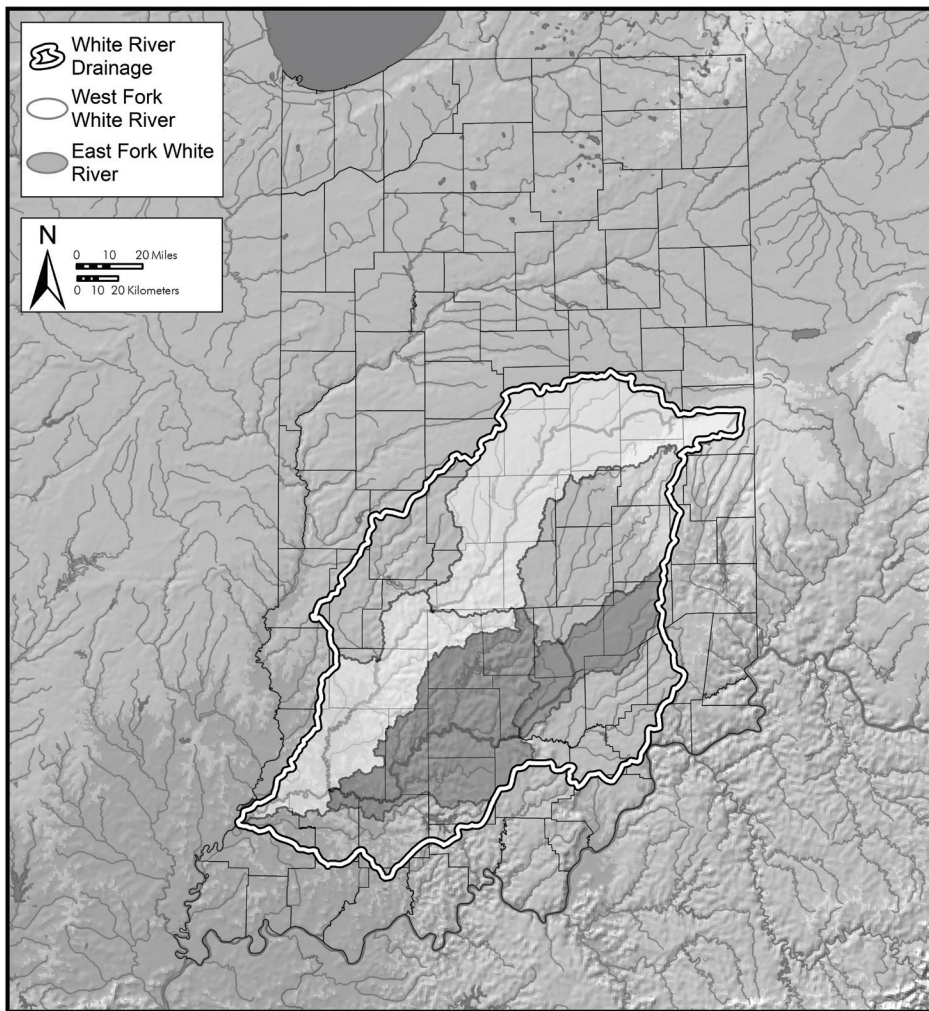 White River
Drainage
West Fork
White River
East Fork White
River
N
0 10 20 Miles
0 10 20 Kilometers